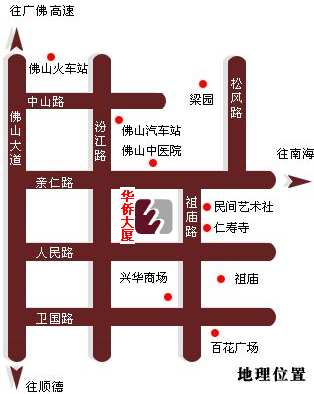 往广佛高速
佛山火车站
中山路
梁园
松风路
汾江路
佛山大道
佛山汽车站
佛山中医院
往南海
亲仁路
华侨大厦
祖庙路
民间艺术社
仁寿寺
人民路
兴华商场
祖庙
卫国路
百花广场
地理位置
往顺德